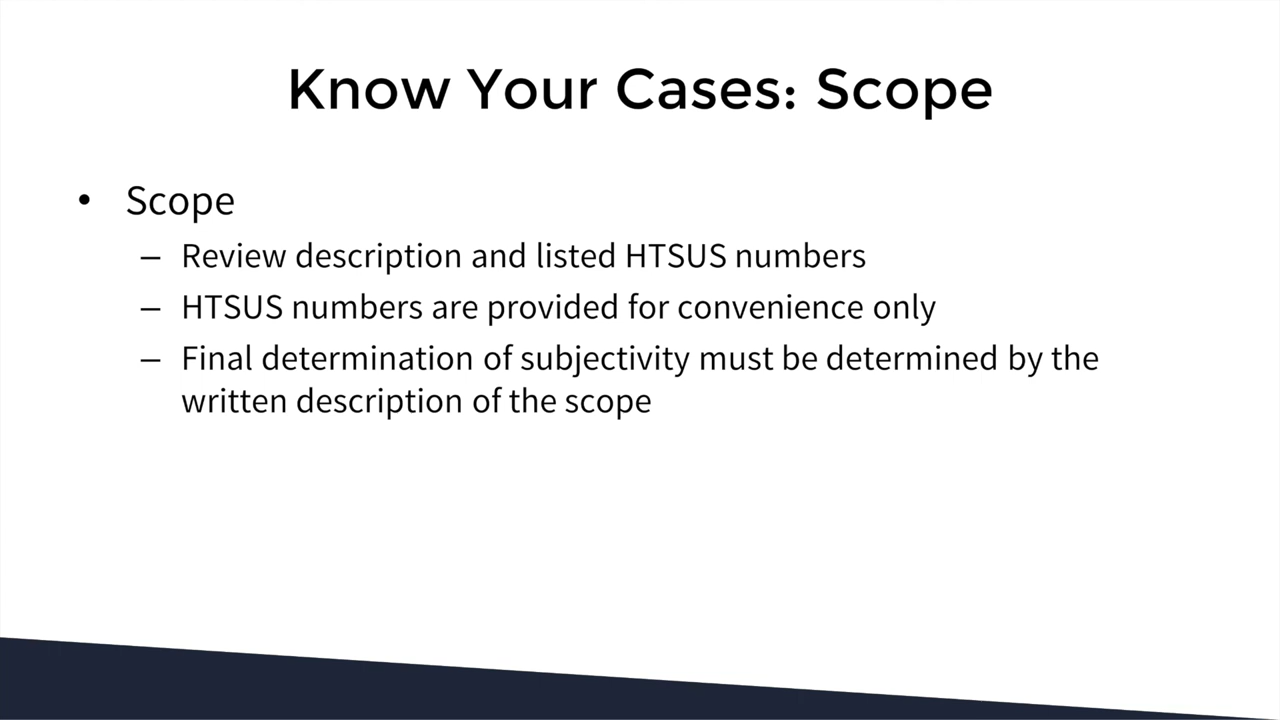 Know Your Cases: Scope
• Scope
– Review description and listed HTSUS numbers
– HTSUS numbers are provided for convenience only
– Final determination of subjectivity must be determined by the
written description of the scope